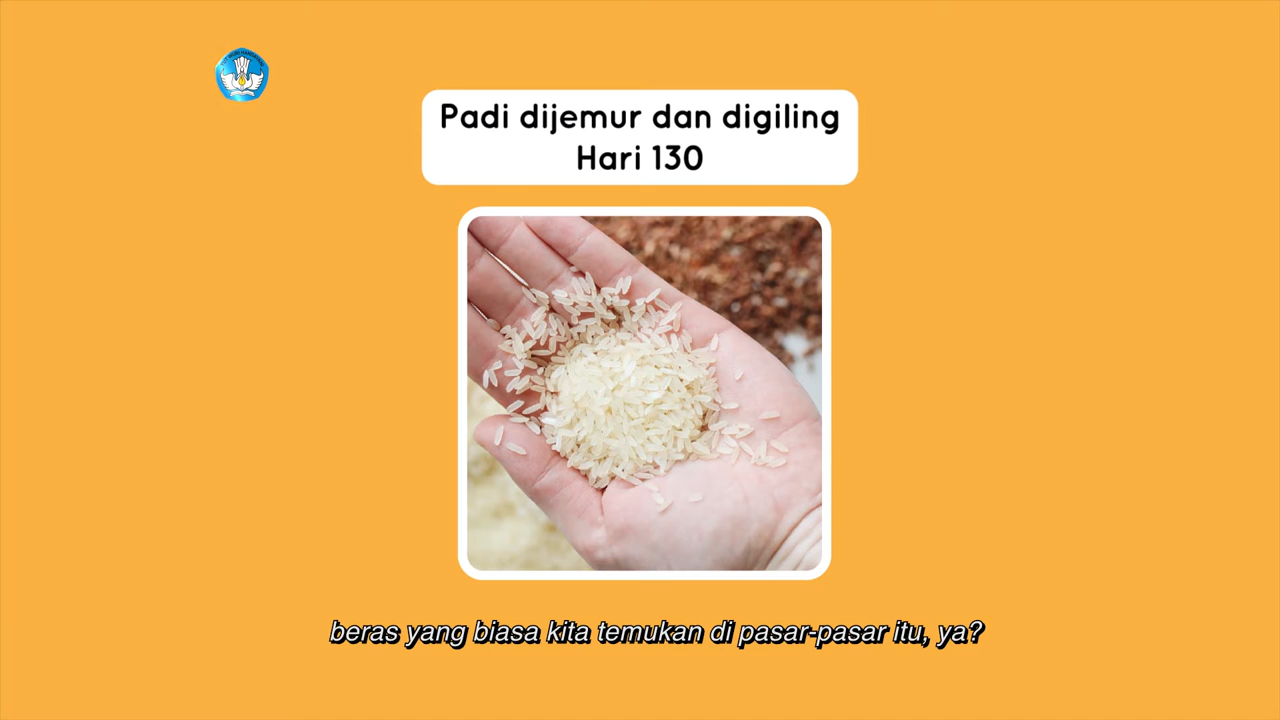 Padi dijemur dan digiling
Hari 130
beras yang biasa kita temukan di pasar-pasar itu, ya?